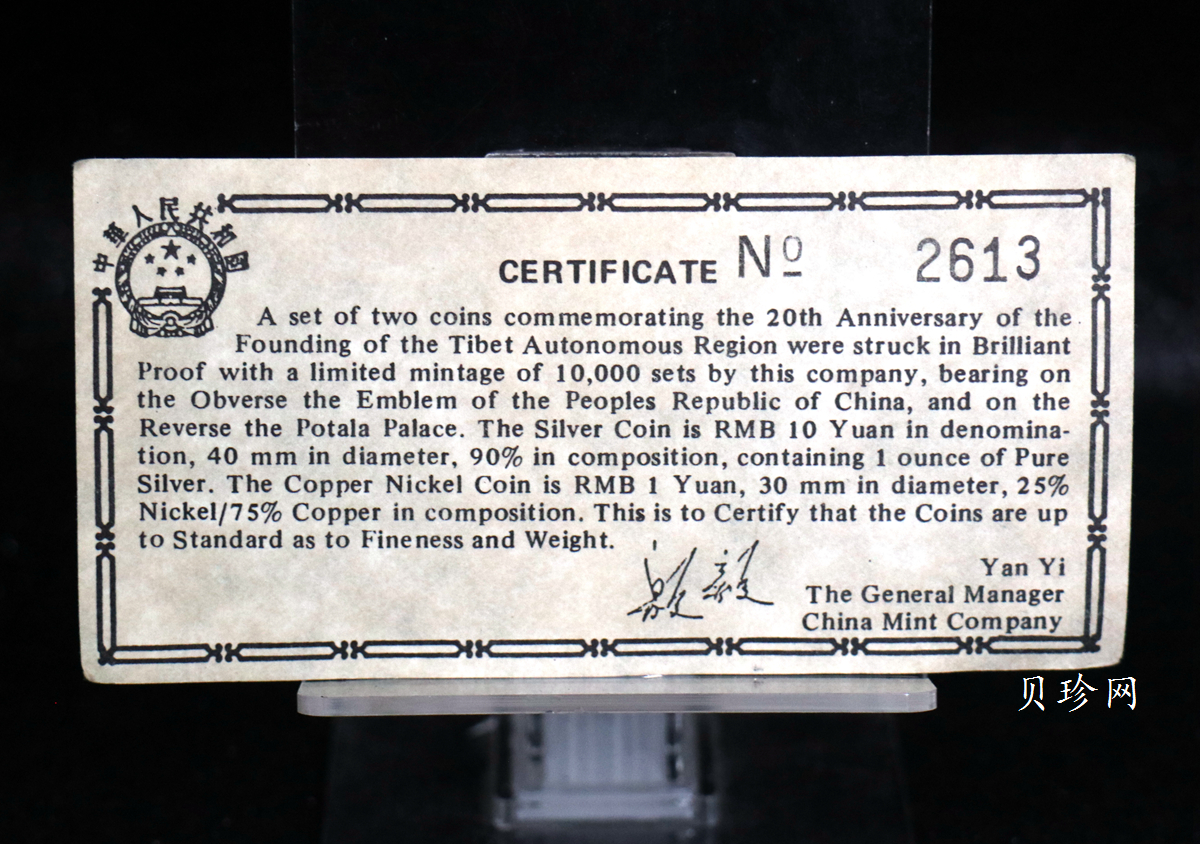 中華人民共和國
CERTIFICATE Nº 2613
A set of two coins commemorating the 20th Anniversary of the
Founding of the Tibet Autonomous Region were struck in Brilliant
Proof with a limited mintage of 10,000 sets by this company, bearing on
the Obverse the Emblem of the Peoples Republic of China, and on the
Reverse the Potala Palace. The Silver Coin is RMB 10 Yuan in denomina-
tion, 40 mm in diameter, 90% in composition, containing 1 ounce of Pure
Silver. The Copper Nickel Coin is RMB 1 Yuan, 30 mm in diameter, 25%
Nickel/75% Copper in composition. This is to Certify that the Coins are up
to Standard as to Fineness and Weight.
Yan Yi
The General Manager
China Mint Company
贝珍网